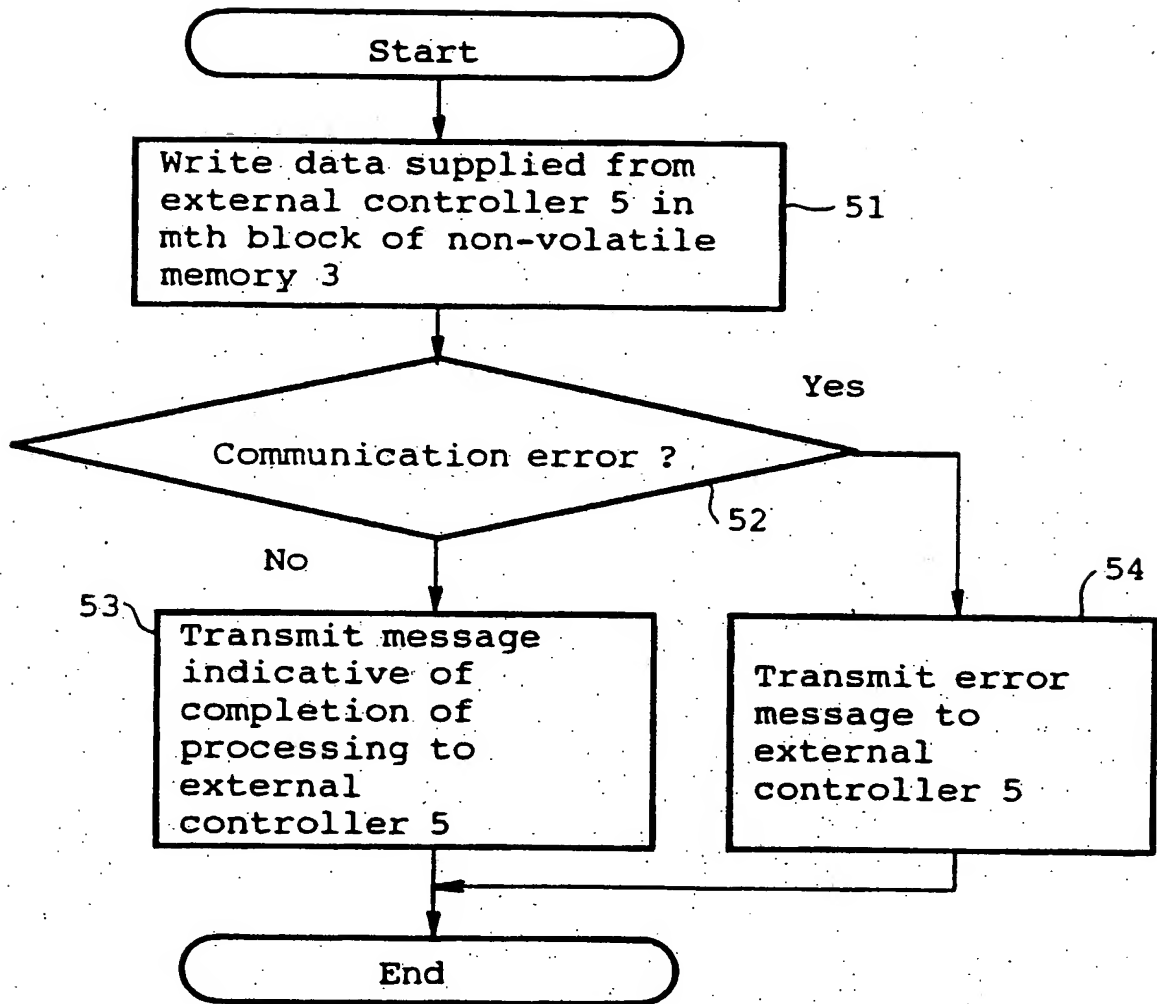 Start
Write data supplied from
external controller 5 in
mth block of non-volatile
memory 3
51
Yes
Communication error ?
52
No
54
53
Transmit message
indicative of
completion of
processing to
external
controller 5
Transmit error
message to
external
controller 5
End